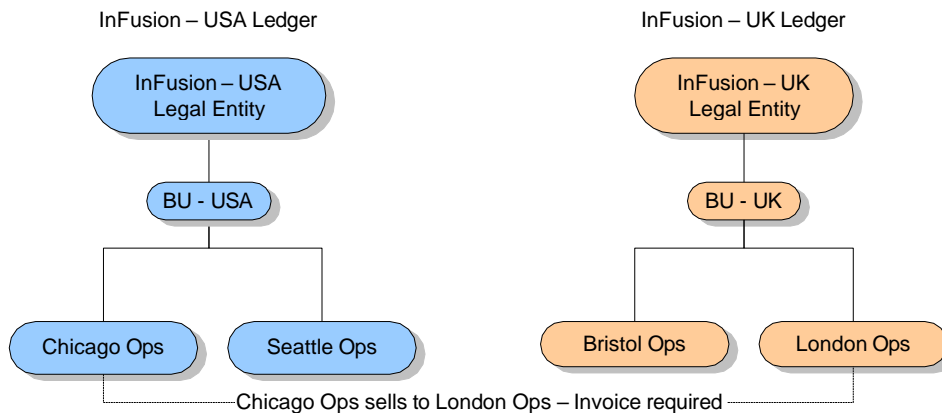 InFusion – USA Ledger
InFusion – UK Ledger
InFusion – USA
Legal Entity
InFusion – UK
Legal Entity
BU - USA
BU - UK
Chicago Ops
Seattle Ops
Bristol Ops
London Ops
Chicago Ops sells to London Ops – Invoice required